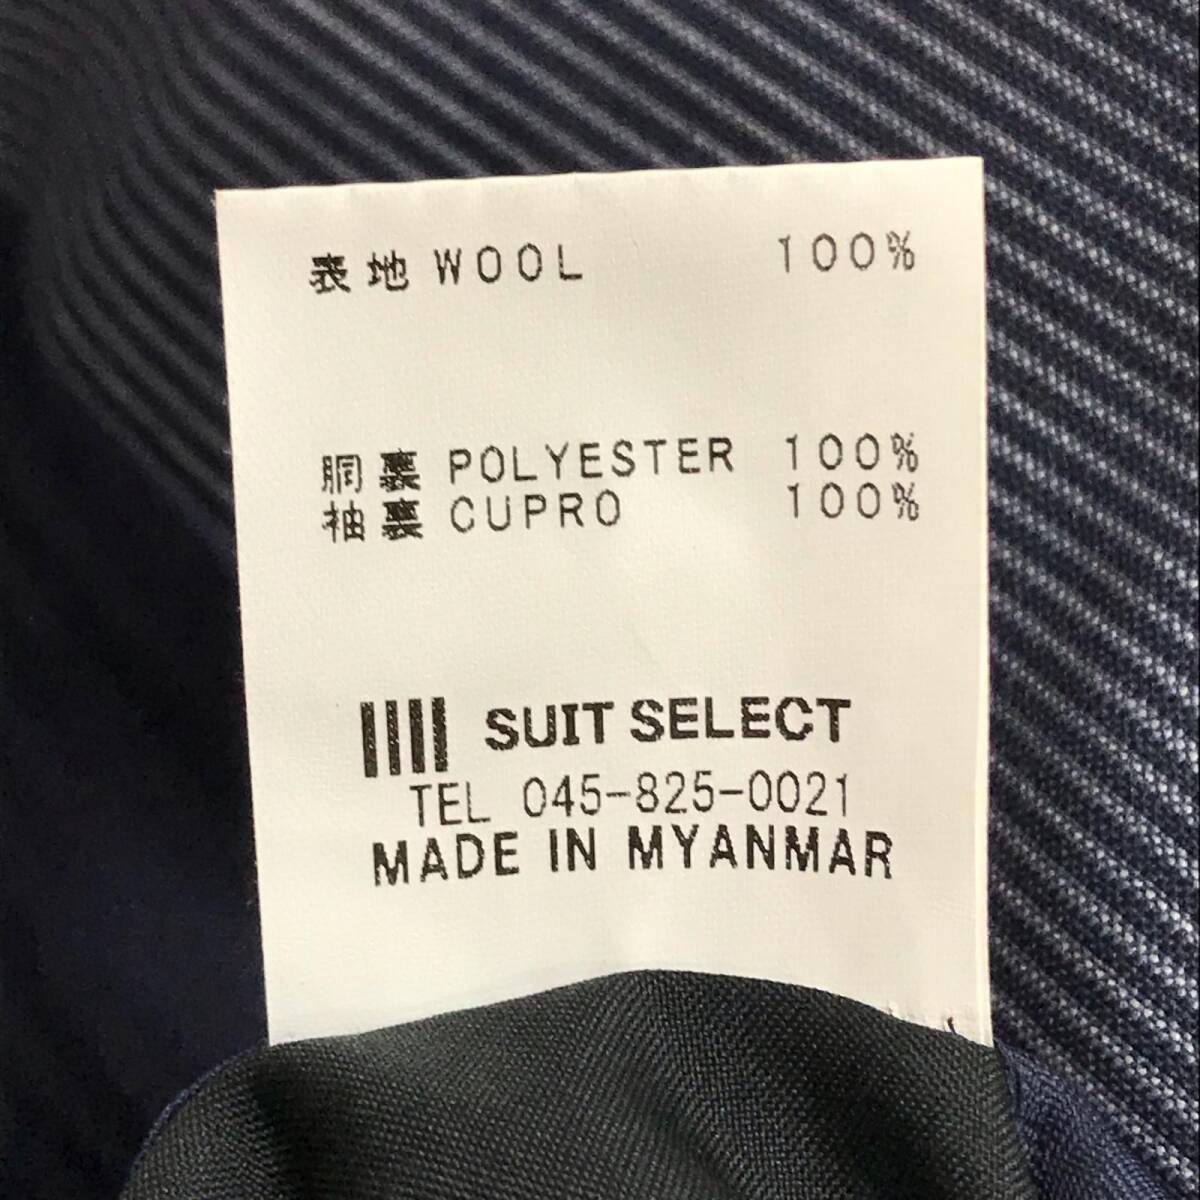 表地 WOOL 100%
胴裏 POLYESTER 100%
袖裏 CUPRO 100%
SUIT SELECT
TEL 045-825-0021
MADE IN MYANMAR